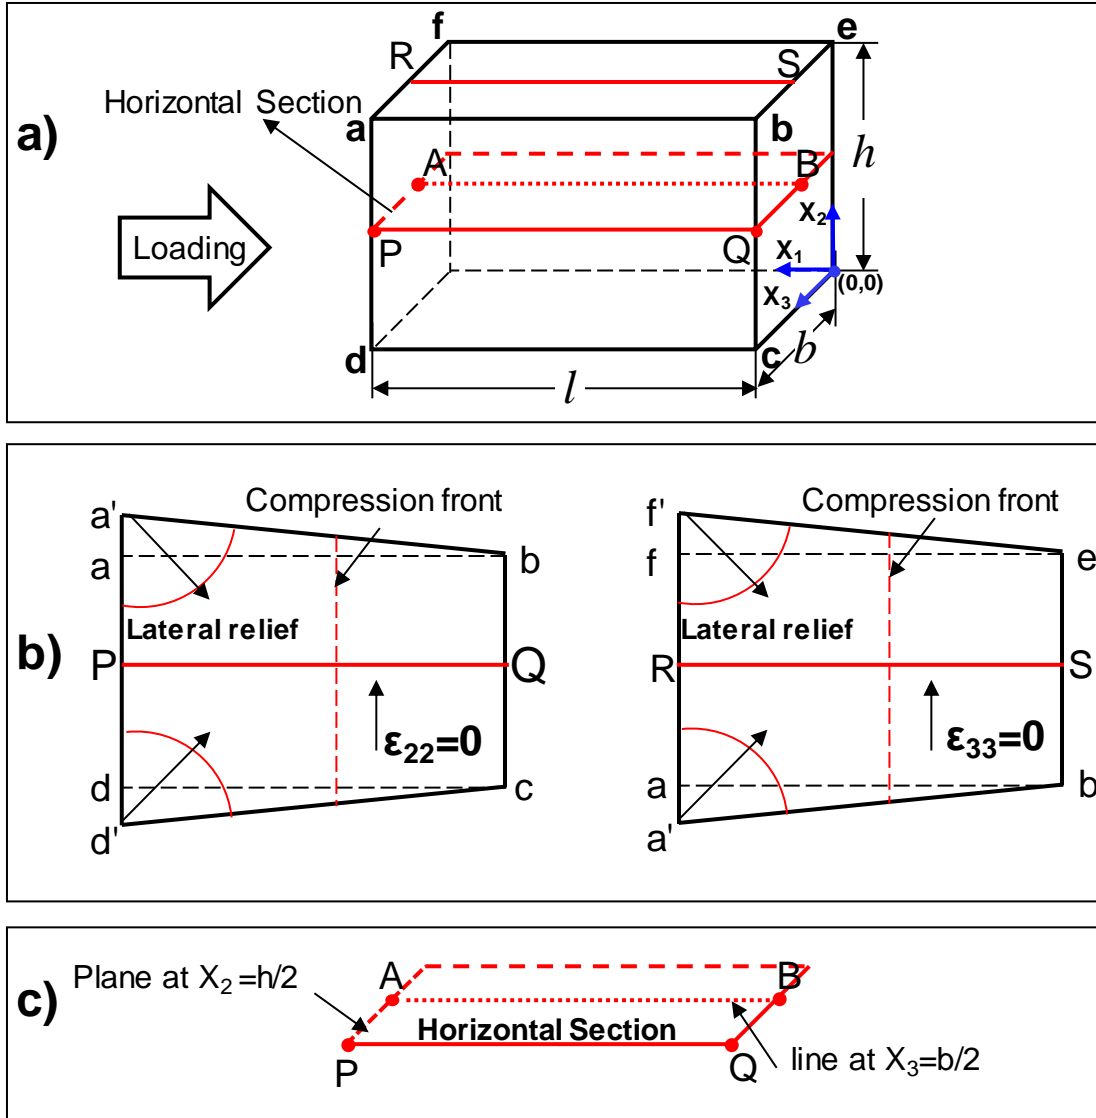 a)
f
e
R
S
Horizontal Section
a
b
h
A
B
X₂
Loading
P
Q
X₁
(0,0)
X₃
d
c
b
l
b)
Compression front
Compression front
a'
f'
a
b
f
e
Lateral relief
Lateral relief
P
Q
R
S
ε₂₂=0
ε₃₃=0
d
c
a
b
d'
a'
c)
Plane at X₂=h/2
A
B
Horizontal Section
P
Q
line at X₃=b/2